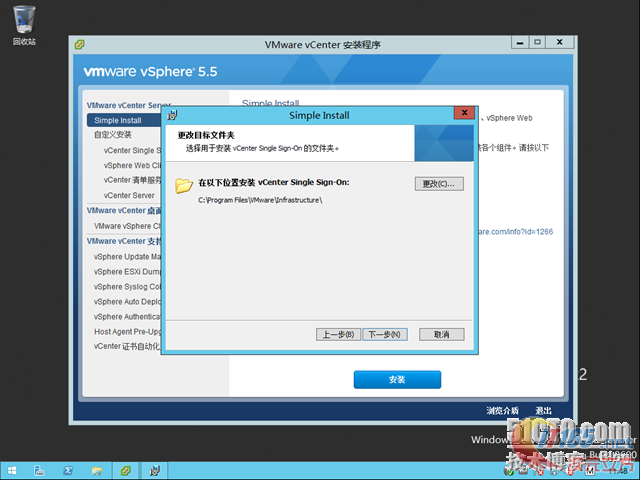 回收站
VMware vCenter 安装程序
vmware vSphere 5.5
VMware vCenter Server
Simple Install
Simple Install
自定义安装
vCenter Single S
vSphere Web Cli
vCenter 清单服务
vCenter Server
VMware vCenter 桌面
VMware vSphere Cl
VMware vCenter 支持
vSphere Update Ma
vSphere ESXi Dump
vSphere Syslog Col
vSphere Auto Deplo
vSphere Authentica
Host Agent Pre-Upg
vCenter 证书自动化
、vSphere Web
各个组件。请按以下
are.com/info?id=1266
Simple Install
更改目标文件夹
选择用于安装 vCenter Single Sign-On 的文件夹。
在以下位置安装 vCenter Single Sign-On:
更改(C)...
C:\Program Files\VMware\Infrastructure\
上一步(B)
下一步(N)
取消
安装
浏览介质
退出
2
Windows
51CTO.com
技术博客
Build 9600
M
11:48